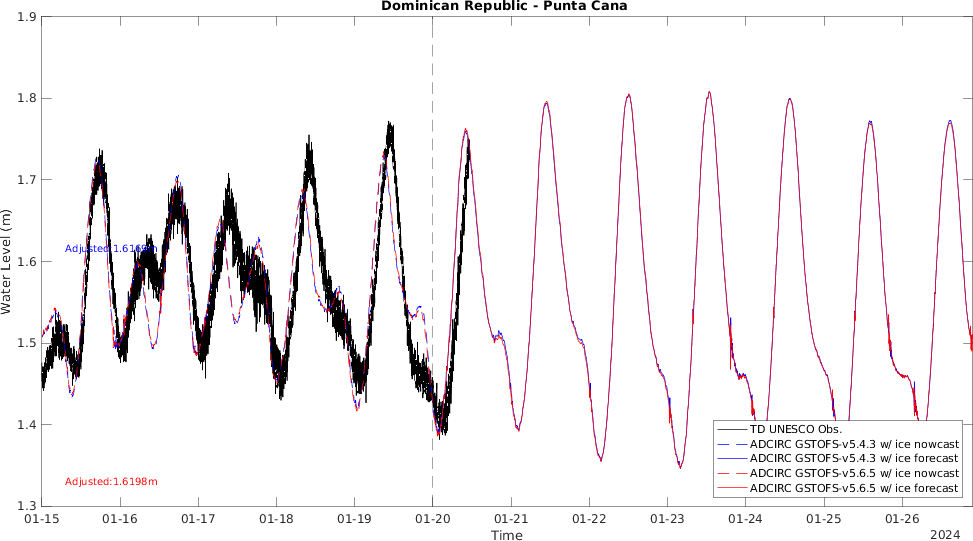 Dominican Republic - Punta Cana
Water Level (m)
1.9
1.8
1.7
1.6
1.5
1.4
1.3
Adjusted:1.6169m
Adjusted:1.6198m
TD UNESCO Obs.
ADCIRC GSTOFS-v5.4.3 w/ ice nowcast
ADCIRC GSTOFS-v5.4.3 w/ ice forecast
ADCIRC GSTOFS-v5.6.5 w/ ice nowcast
ADCIRC GSTOFS-v5.6.5 w/ ice forecast
01-15 01-16 01-17 01-18 01-19 01-20 01-21 01-22 01-23 01-24 01-25 01-26
Time
2024